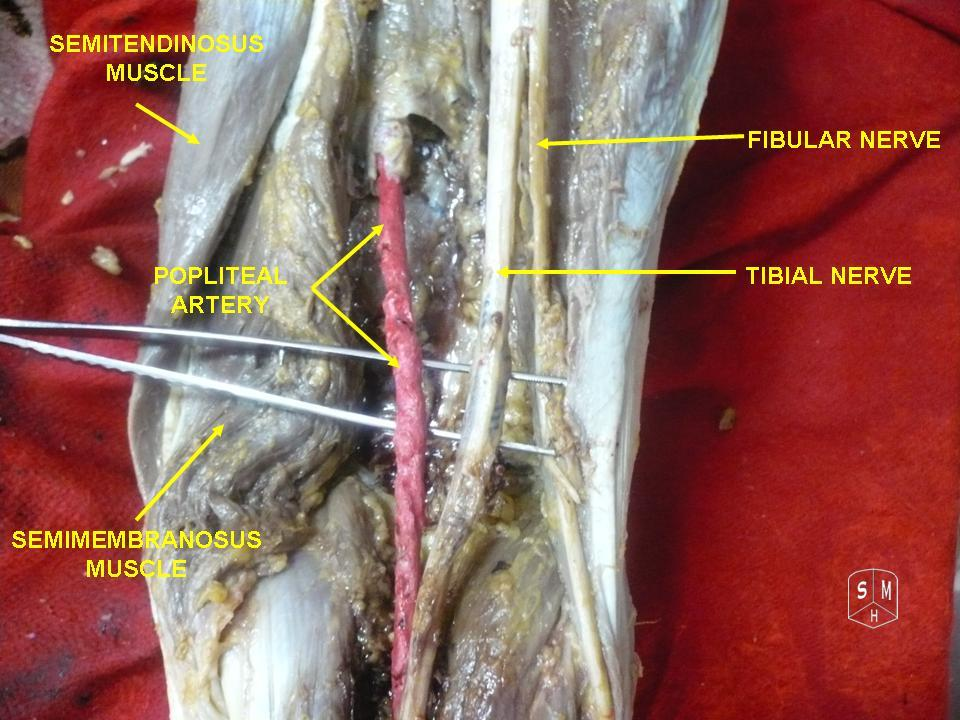 SEMITENDINOSUS
MUSCLE
FIBULAR NERVE
POPLITEAL
ARTERY
TIBIAL NERVE
SEMIMEMBRANOSUS
MUSCLE
S M
H